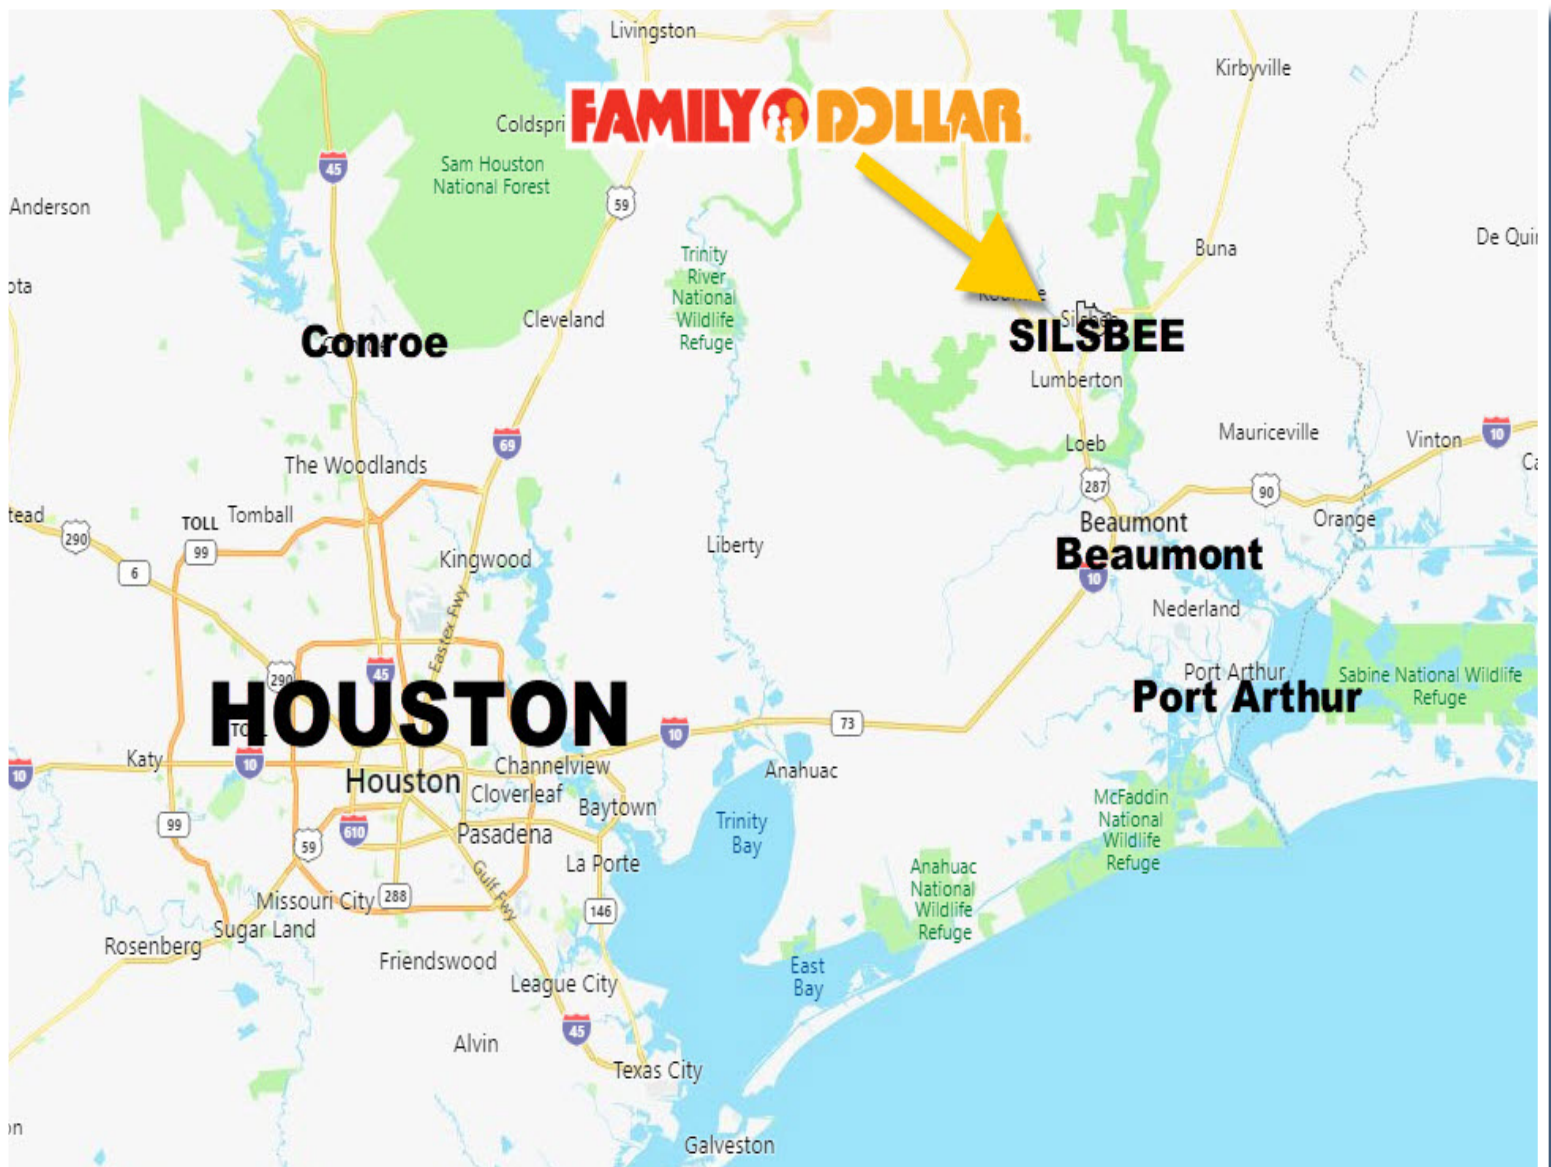 Livingston
Kirbyville
FAMILY DOLLAR
Coldspri
45
Sam Houston
National Forest
59
Anderson
De Qui
Buna
Trinity
River
National
Wildlife
Refuge
ota
Silsbee
SILSBEE
Cleveland
Conroe
Conroe
Lumberton
69
Mauriceville
10
Vinton
Loeb
Ca
The Woodlands
287
90
tead
290
TOLL
99
Tomball
Orange
Beaumont
Beaumont
10
Liberty
Kingwood
6
Eastex Fwy
Nederland
290
45
Port Arthur
Port Arthur
Sabine National Wildlife
Refuge
HOUSTON
TOLL
10
73
Katy
10
10
Channelview
Anahuac
Houston
Cloverleaf
Baytown
McFaddin
National
Wildlife
Refuge
99
59
610
Pasadena
Trinity
Bay
La Porte
Gulf Fwy
Anahuac
National
Wildlife
Refuge
Missouri City
288
146
Sugar Land
Rosenberg
Friendswood
League City
East
Bay
45
Alvin
Texas City
on
Galveston